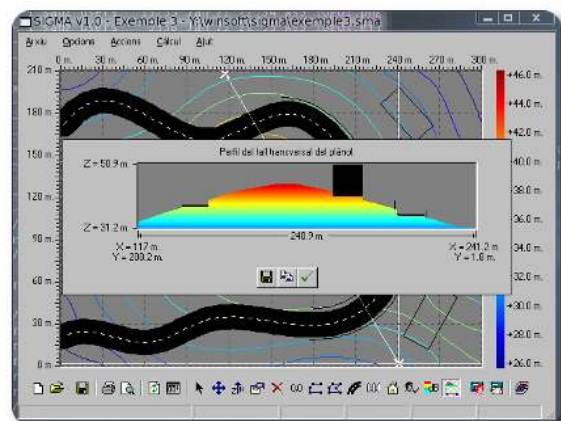 SIGMA v1.0 - Exemple 3 - Y:\winsoft\sigma\exemple3.sma
Arxiu Opcions Accions Càlcul Ajut
0 m. 30 m. 60 m. 90 m. 120 m. 150 m. 180 m. 210 m. 240 m. 270 m. 300 m.
210 m.
180 m.
150 m.
120 m.
90 m.
60 m.
30 m.
0 m.
+46.0 m.
+44.0 m.
+42.0 m.
+40.0 m.
+38.0 m.
+36.0 m.
+34.0 m.
+32.0 m.
+30.0 m.
+28.0 m.
+26.0 m.
Perfil del tall transversal del plànol
Z = 50.9 m.
Z = 31.2 m.
240.9 m.
X = 117 m.
Y = 208.2 m.
X = 241.2 m.
Y = 1.8 m.